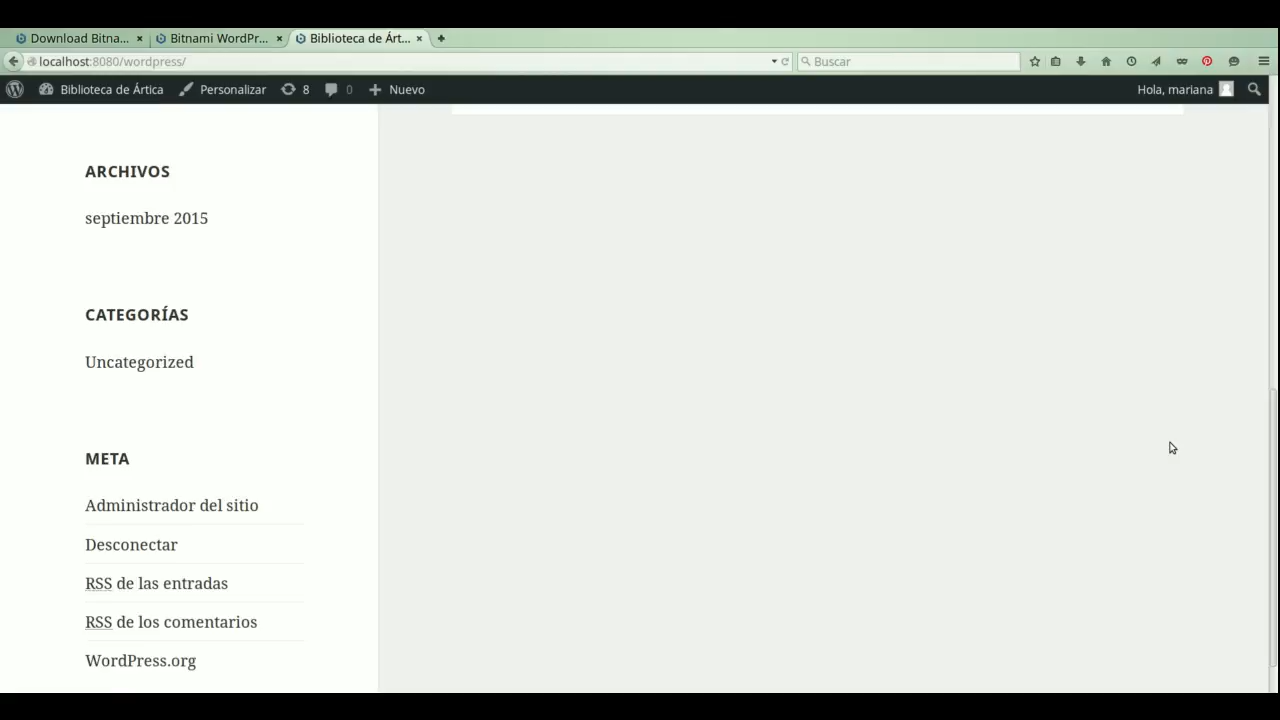 Download Bitna... × Bitnami WordPr... × Biblioteca de Árt... ×
localhost:8080/wordpress/ Buscar
Biblioteca de Ártica Personalizar 8 0 Nuevo Hola, mariana
ARCHIVOS
septiembre 2015
CATEGORÍAS
Uncategorized
META
Administrador del sitio
Desconectar
RSS de las entradas
RSS de los comentarios
WordPress.org